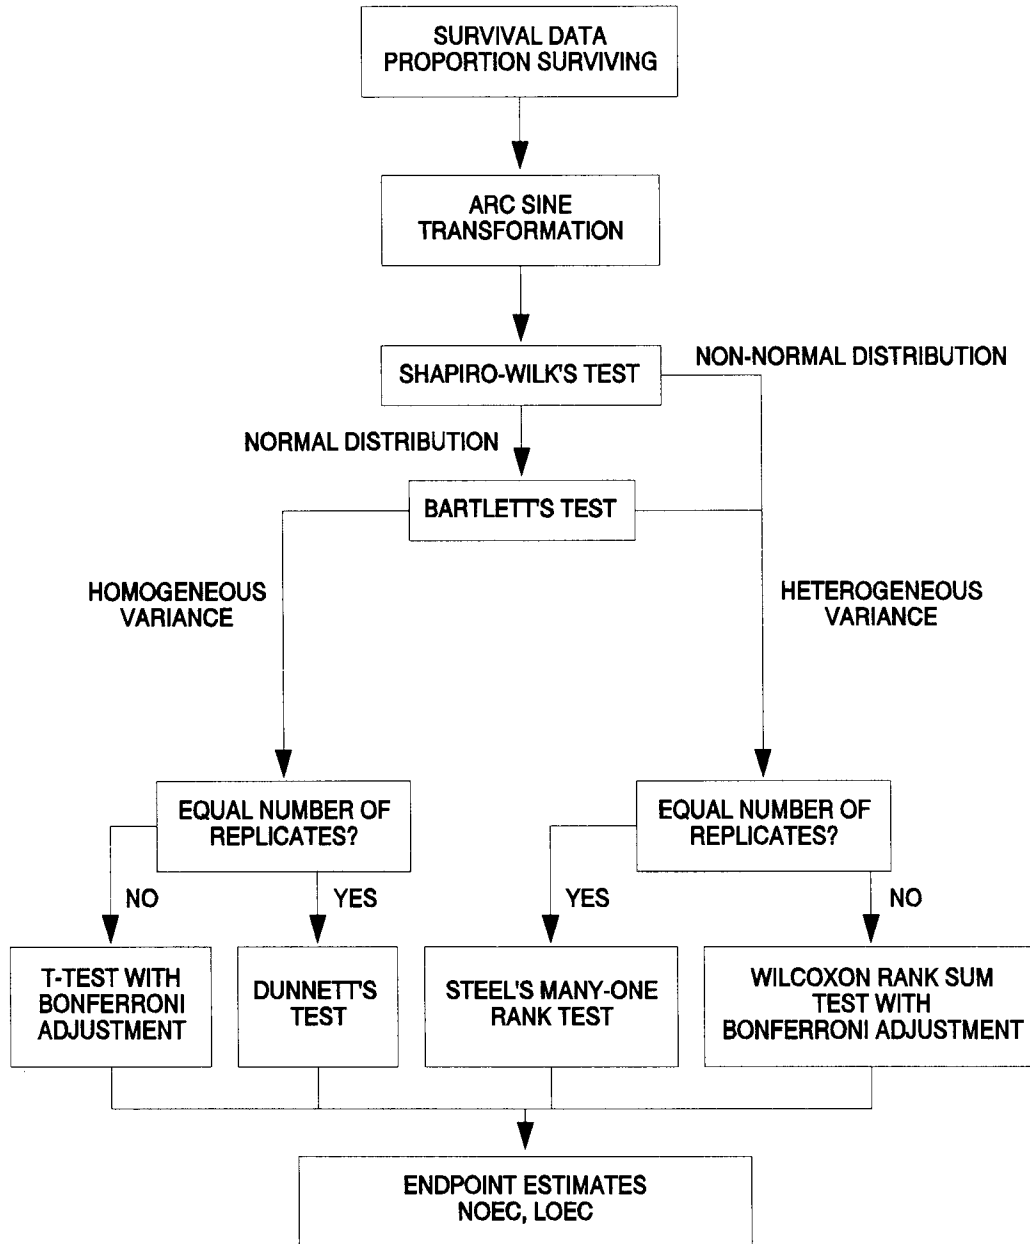 SURVIVAL DATA
PROPORTION SURVIVING
ARC SINE
TRANSFORMATION
SHAPIRO-WILK'S TEST
NON-NORMAL DISTRIBUTION
NORMAL DISTRIBUTION
BARTLETT'S TEST
HOMOGENEOUS
VARIANCE
HETEROGENEOUS
VARIANCE
EQUAL NUMBER OF
REPLICATES?
EQUAL NUMBER OF
REPLICATES?
NO
YES
YES
NO
T-TEST WITH
BONFERRONI
ADJUSTMENT
DUNNETT'S
TEST
STEEL'S MANY-ONE
RANK TEST
WILCOXON RANK SUM
TEST WITH
BONFERRONI ADJUSTMENT
ENDPOINT ESTIMATES
NOEC, LOEC